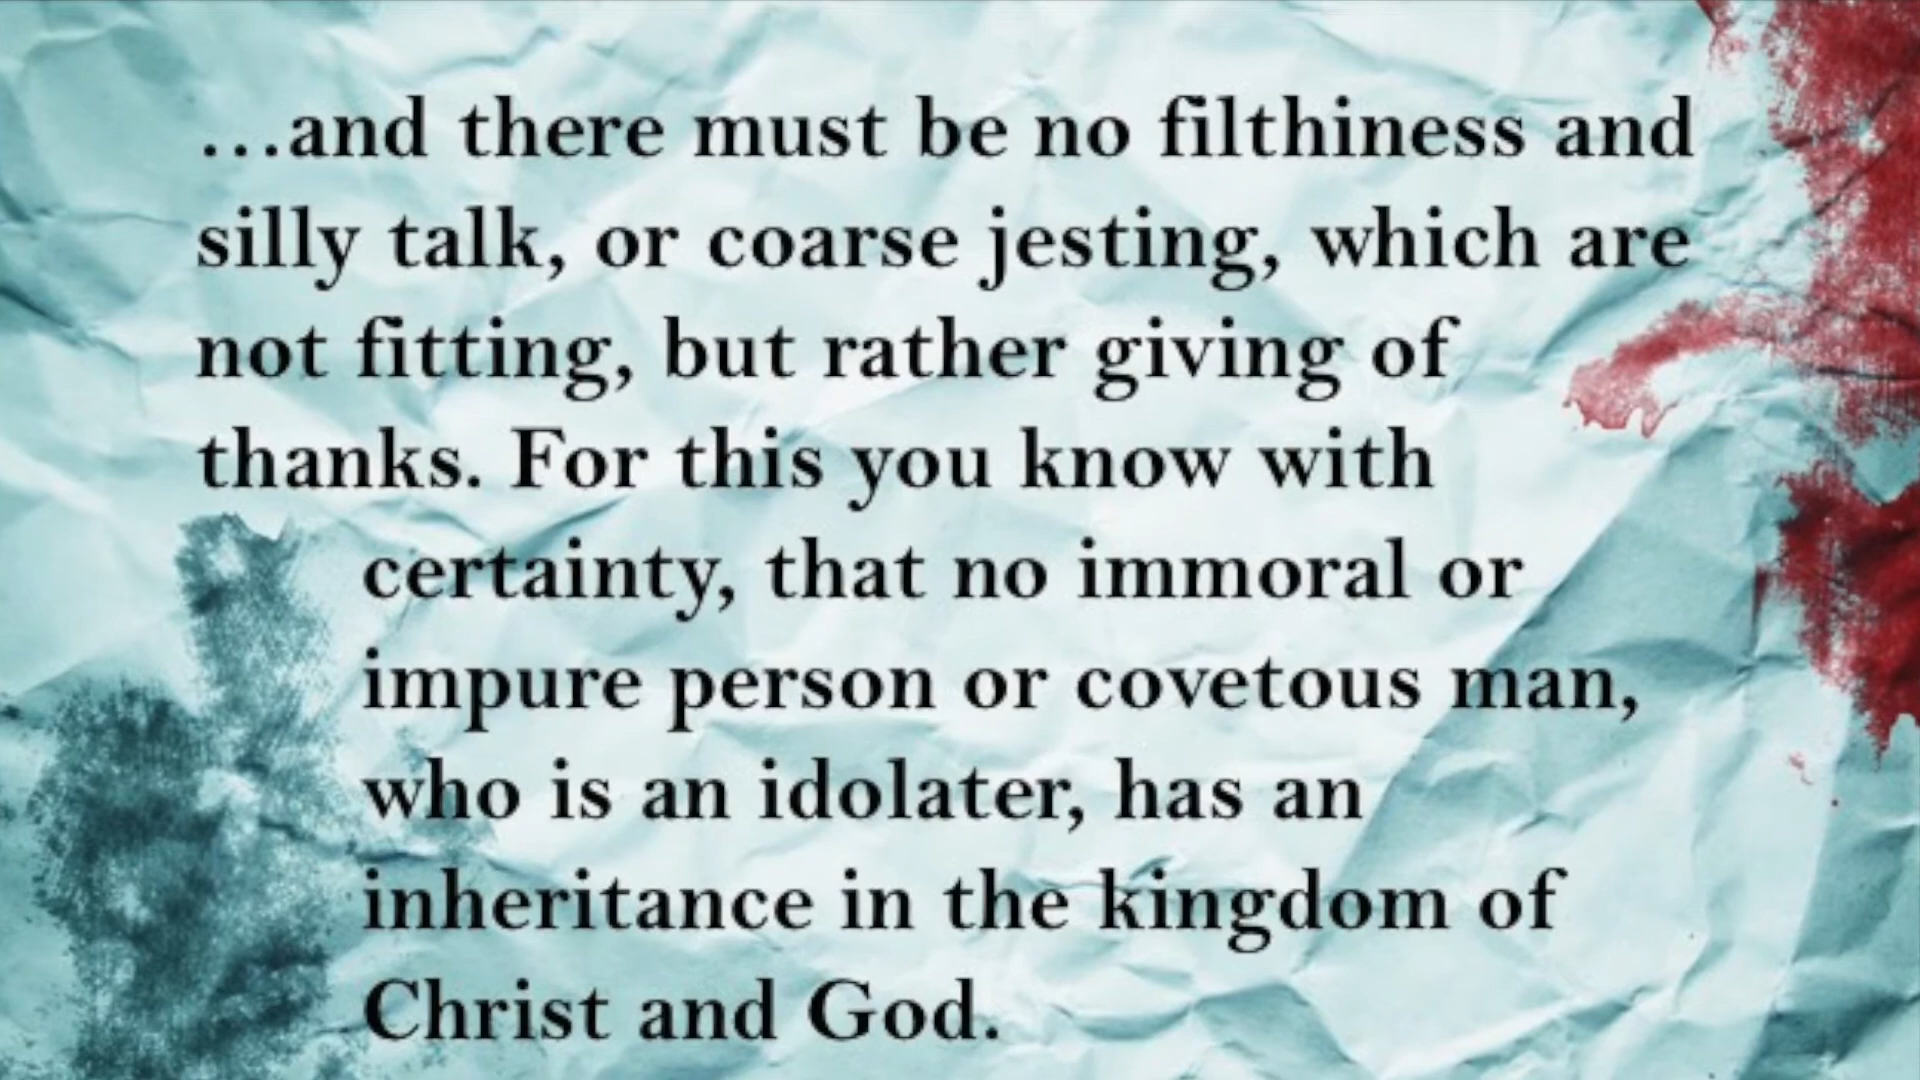 ...and there must be no filthiness and
silly talk, or coarse jesting, which are
not fitting, but rather giving of
thanks. For this you know with
certainty, that no immoral or
impure person or covetous man,
who is an idolater, has an
inheritance in the kingdom of
Christ and God.